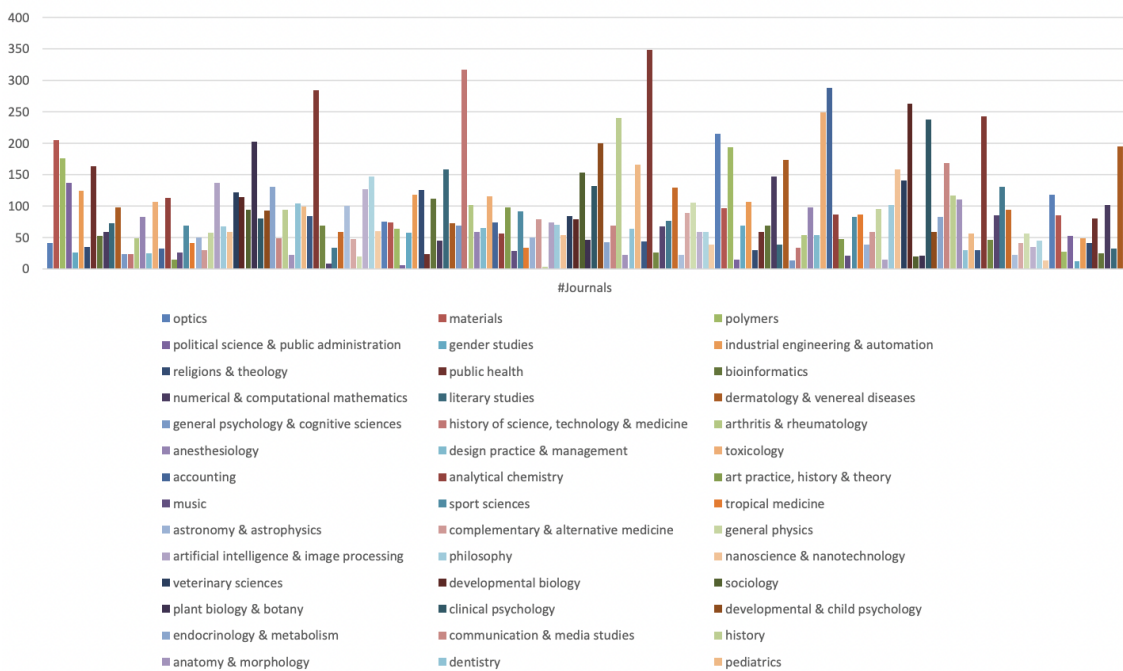 400
350
300
250
200
150
100
50
0
#Journals
optics materials polymers
political science & public administration gender studies industrial engineering & automation
religions & theology public health bioinformatics
numerical & computational mathematics literary studies dermatology & venereal diseases
general psychology & cognitive sciences history of science, technology & medicine arthritis & rheumatology
anesthesiology design practice & management toxicology
accounting analytical chemistry art practice, history & theory
music sport sciences tropical medicine
astronomy & astrophysics complementary & alternative medicine general physics
artificial intelligence & image processing philosophy nanoscience & nanotechnology
veterinary sciences developmental biology sociology
plant biology & botany clinical psychology developmental & child psychology
endocrinology & metabolism communication & media studies history
anatomy & morphology dentistry pediatrics